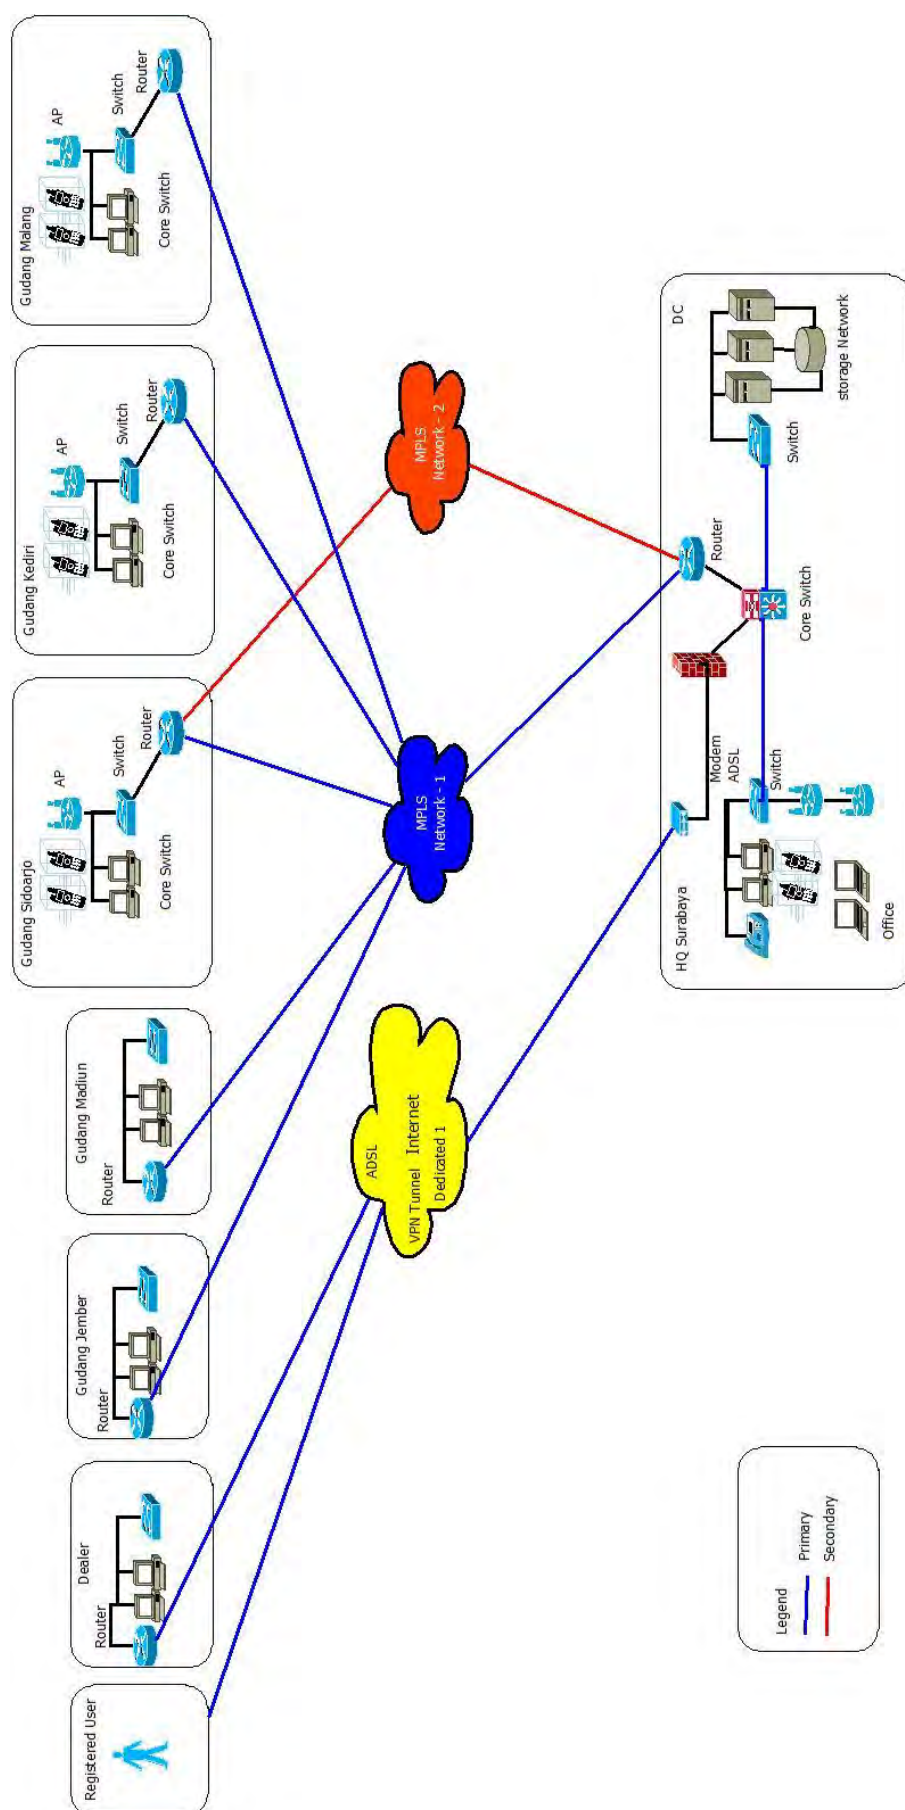 Registered User
Dealer
Router
Gudang Jember
Router
Gudang Madiun
Router
Gudang Sidoarjo
AP
Switch
Router
Core Switch
Gudang Kediri
AP
Switch
Router
Core Switch
Gudang Malang
AP
Switch
Router
Core Switch
ADSL
VPN Tunnel Internet
Dedicated 1
MPLS
Network - 1
MPLS
Network - 2
HQ Surabaya
Modem
ADSL
Switch
Office
Router
Core Switch
DC
Switch
storage Network
Legend
Primary
Secondary